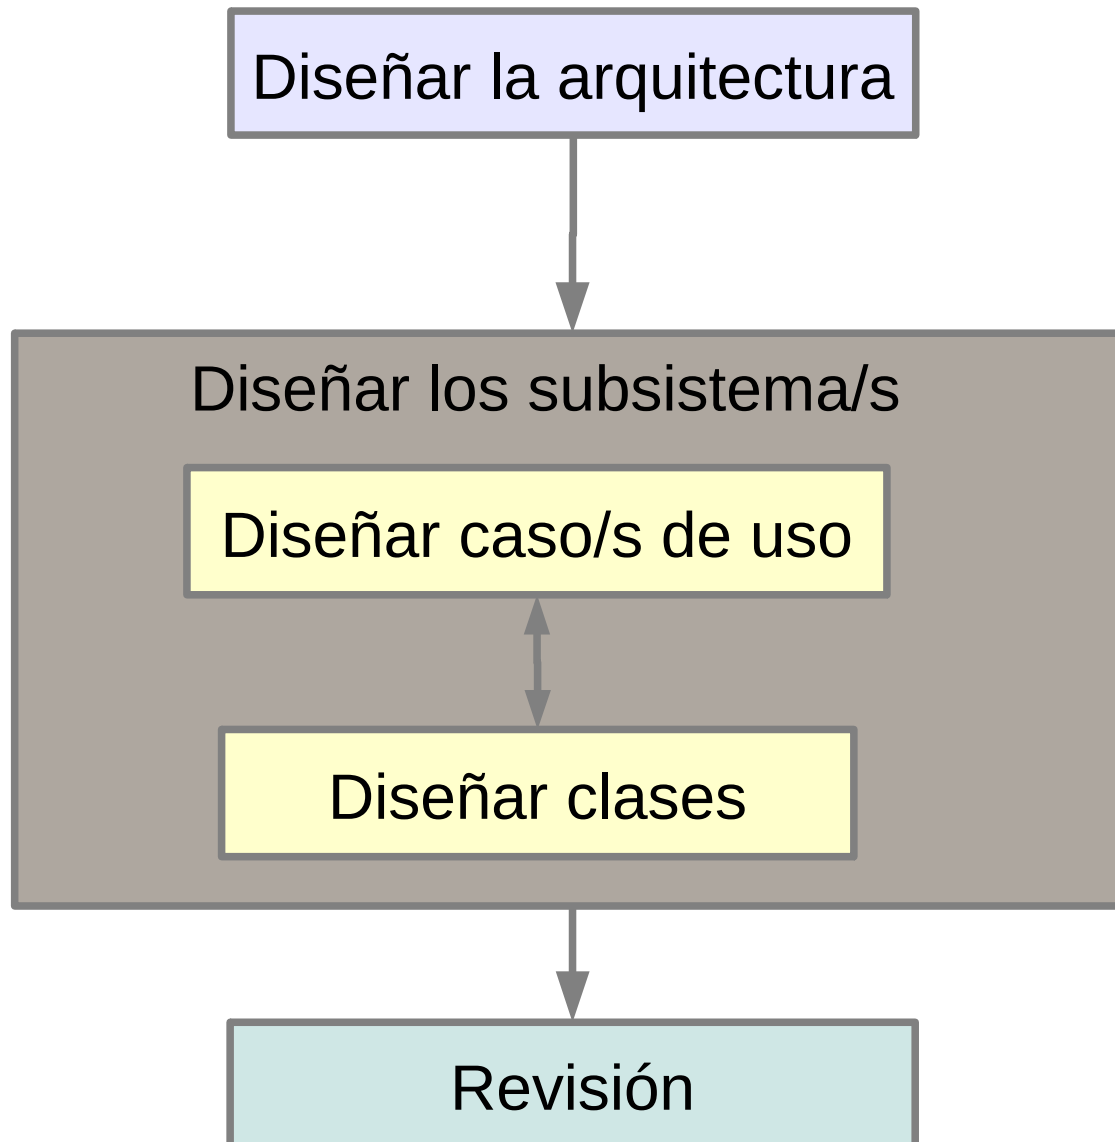 Diseñar la arquitectura
Diseñar los subsistema/s
Diseñar caso/s de uso
Diseñar clases
Revisión